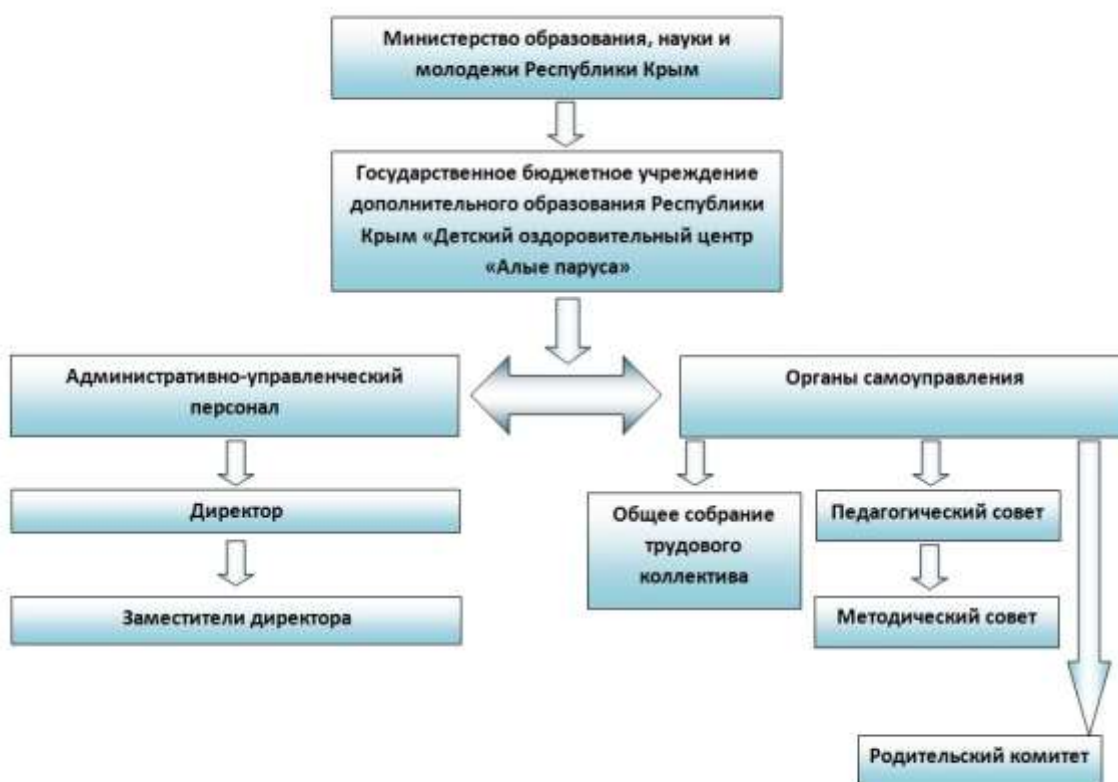 Министерство образования, науки и
молодежи Республики Крым
Государственное бюджетное учреждение
дополнительного образования Республики
Крым «Детский оздоровительный центр
«Алые паруса»
Административно-управленческий
персонал
Органы самоуправления
Директор
Заместители директора
Общее собрание
трудового
коллектива
Педагогический совет
Методический совет
Родительский комитет